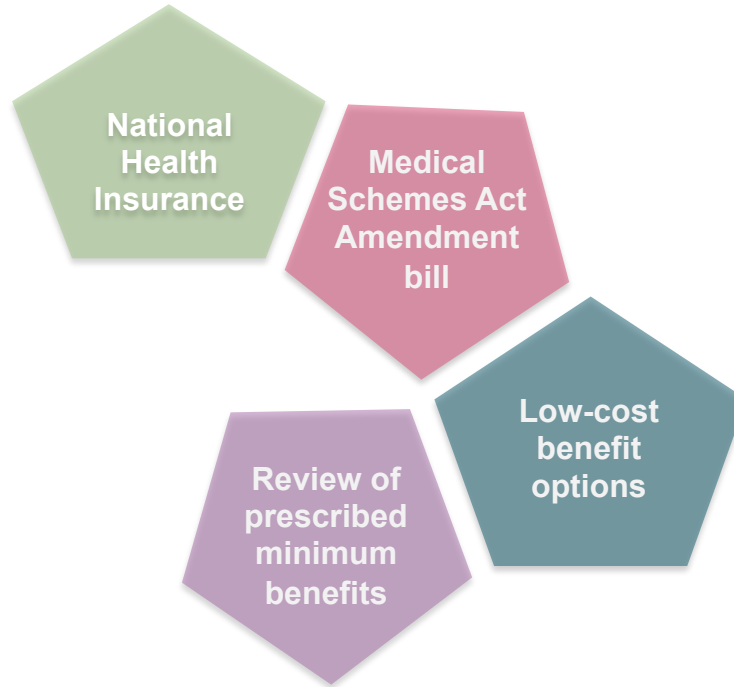 National
Health
Insurance
Medical
Schemes Act
Amendment
bill
Low-cost
benefit
options
Review of
prescribed
minimum
benefits